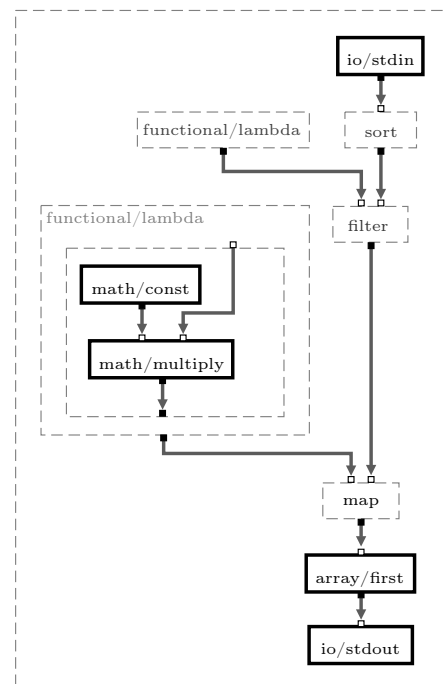 io/stdin
functional/lambda
sort
functional/lambda
filter
math/const
math/multiply
map
array/first
io/stdout